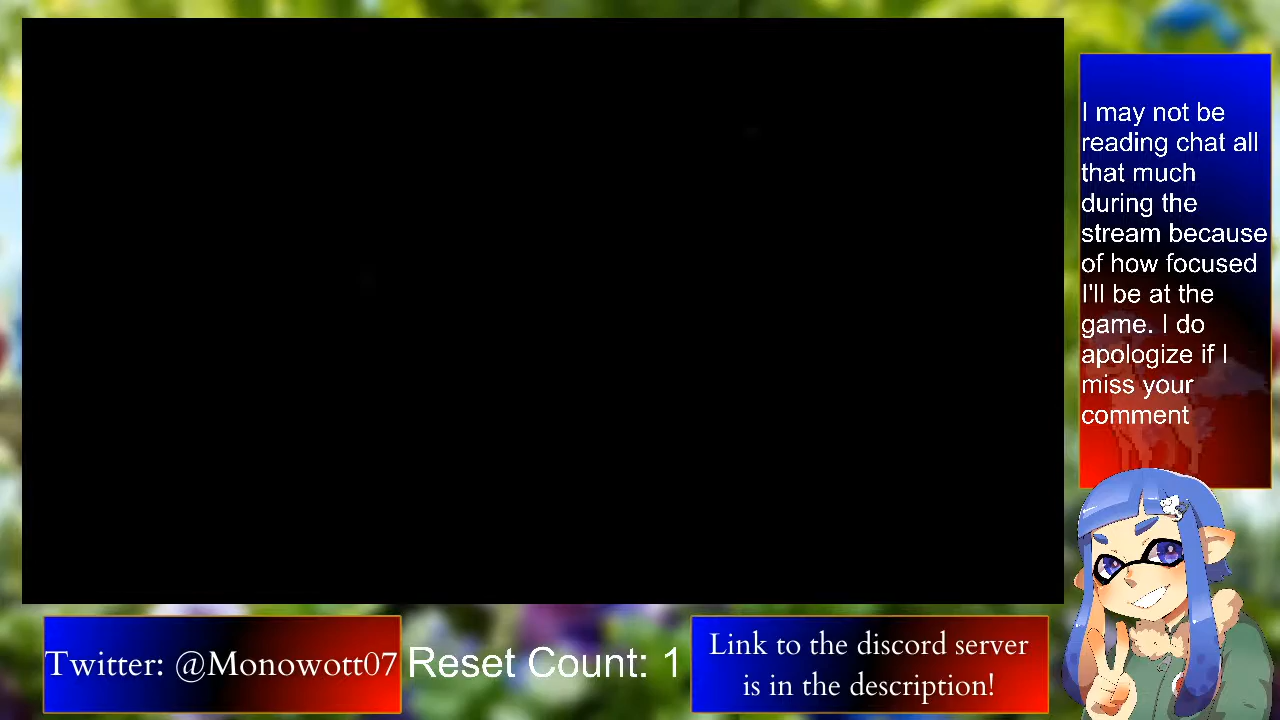 I may not be
reading chat all
that much
during the
stream because
of how focused
I'll be at the
game. I do
apologize if I
miss your
comment
Twitter: @Monowott07
Reset Count: 1
Link to the discord server
is in the description!